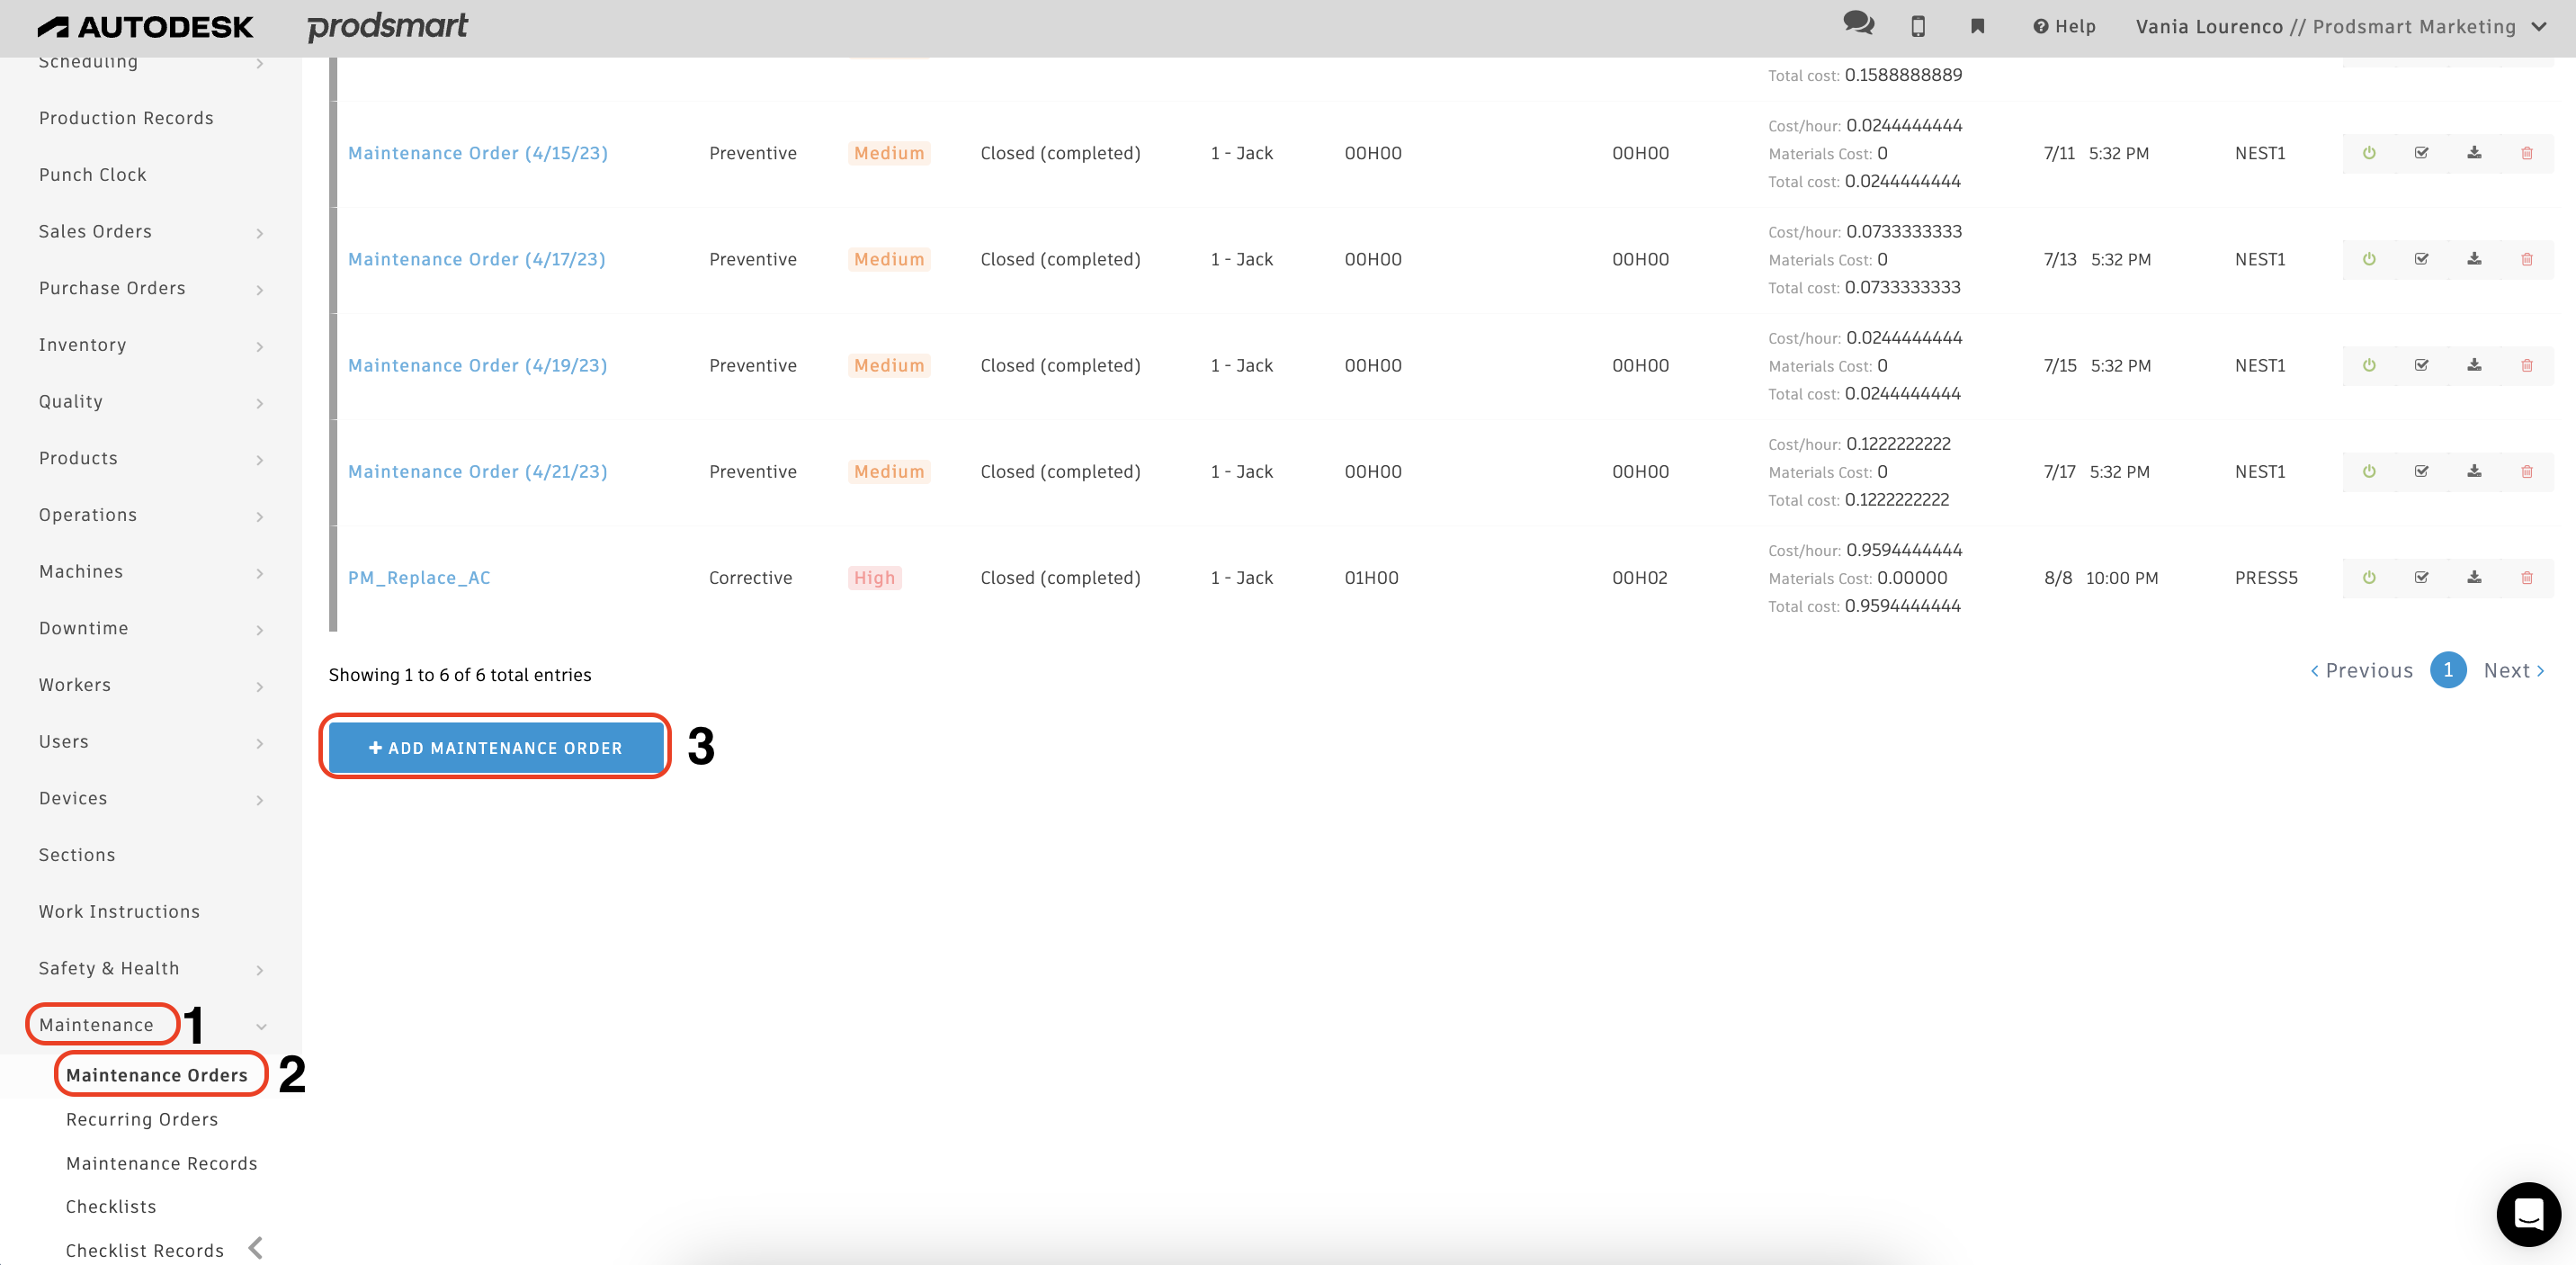 AUTODESK
prodsmart
Help
Vania Lourenco // Prodsmart Marketing
Scheduling
Production Records
Punch Clock
Sales Orders
Purchase Orders
Inventory
Quality
Products
Operations
Machines
Downtime
Workers
Users
Devices
Sections
Work Instructions
Safety & Health
Maintenance 1
Maintenance Orders 2
Recurring Orders
Maintenance Records
Checklists
Checklist Records
Total cost: 0.1588888889
Cost/hour: 0.0244444444
Maintenance Order (4/15/23) Preventive Medium Closed (completed) 1 - Jack 00H00 00H00 Materials Cost: 0 7/11 5:32 PM NEST1
Total cost: 0.0244444444
Cost/hour: 0.0733333333
Maintenance Order (4/17/23) Preventive Medium Closed (completed) 1 - Jack 00H00 00H00 Materials Cost: 0 7/13 5:32 PM NEST1
Total cost: 0.0733333333
Cost/hour: 0.0244444444
Maintenance Order (4/19/23) Preventive Medium Closed (completed) 1 - Jack 00H00 00H00 Materials Cost: 0 7/15 5:32 PM NEST1
Total cost: 0.0244444444
Cost/hour: 0.1222222222
Maintenance Order (4/21/23) Preventive Medium Closed (completed) 1 - Jack 00H00 00H00 Materials Cost: 0 7/17 5:32 PM NEST1
Total cost: 0.1222222222
Cost/hour: 0.9594444444
PM_Replace_AC Corrective High Closed (completed) 1 - Jack 01H00 00H02 Materials Cost: 0.00000 8/8 10:00 PM PRESS5
Total cost: 0.9594444444
Showing 1 to 6 of 6 total entries
Previous 1 Next
+ ADD MAINTENANCE ORDER 3